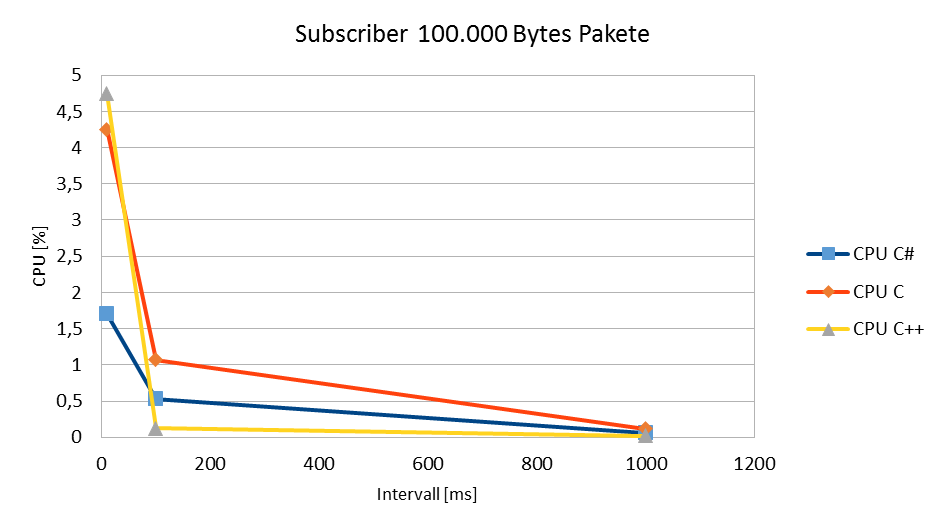 Subscriber 100.000 Bytes Pakete
5
4,5
4
3,5
3
2,5
2
1,5
1
0,5
0
CPU [%]
0 200 400 600 800 1000 1200
Intervall [ms]
CPU C#
CPU C
CPU C++